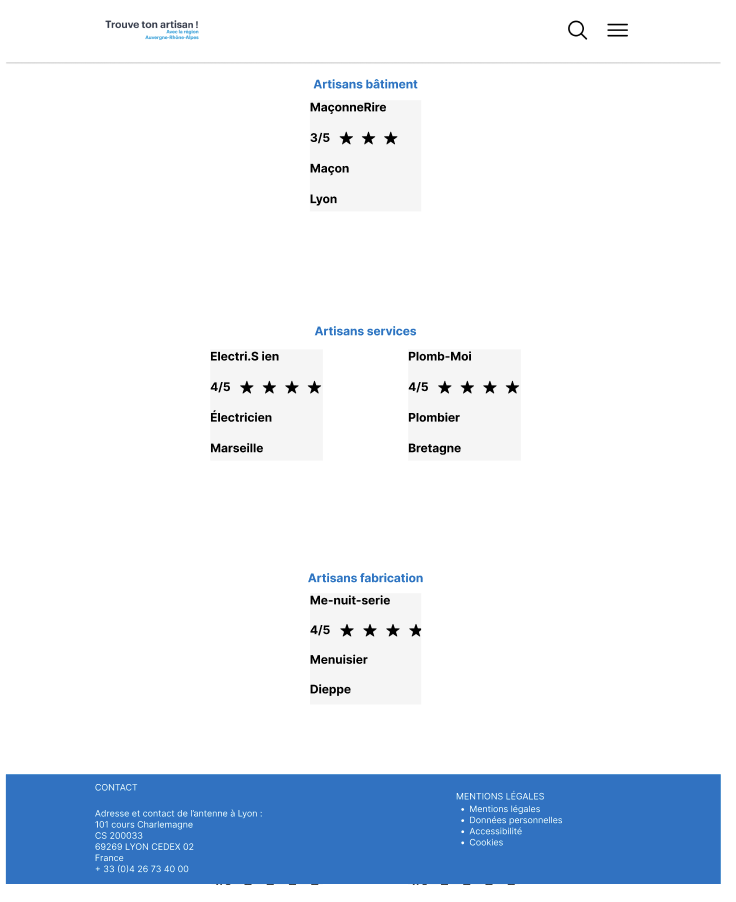 Trouve ton artisan !
Avec la région
Auvergne-Rhône-Alpes
Artisans bâtiment
MaçonneRire
3/5 ★ ★ ★
Maçon
Lyon
Artisans services
Electri.S ien
4/5 ★ ★ ★ ★
Électricien
Marseille
Plomb-Moi
4/5 ★ ★ ★ ★
Plombier
Bretagne
Artisans fabrication
Me-nuit-serie
4/5 ★ ★ ★ ★
Menuisier
Dieppe
CONTACT
Adresse et contact de l'antenne à Lyon :
101 cours Charlemagne
CS 200033
69269 LYON CEDEX 02
France
+ 33 (0)4 26 73 40 00
MENTIONS LÉGALES
• Mentions légales
• Données personnelles
• Accessibilité
• Cookies